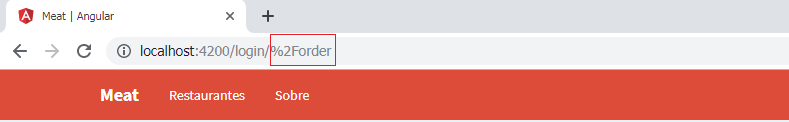 Meat | Angular
localhost:4200/login/%2Forder
Meat Restaurantes Sobre